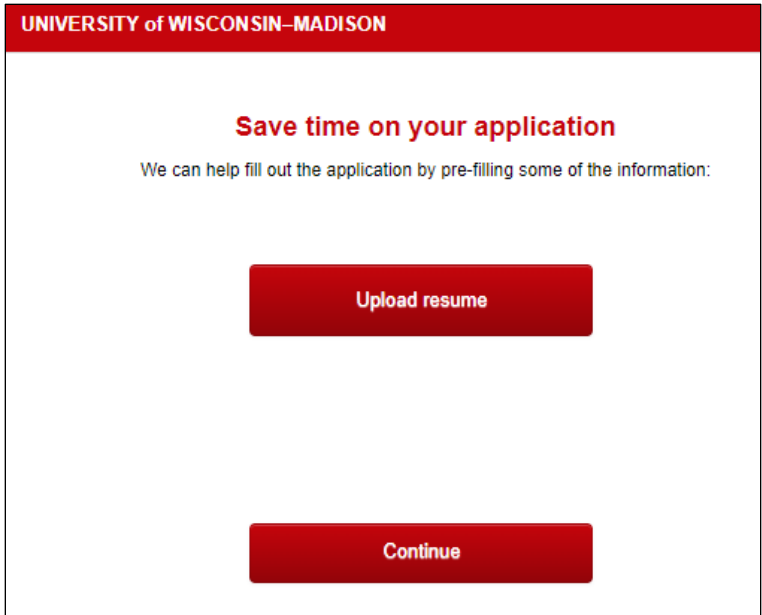 UNIVERSITY of WISCONSIN–MADISON
Save time on your application
We can help fill out the application by pre-filling some of the information:
Upload resume
Continue